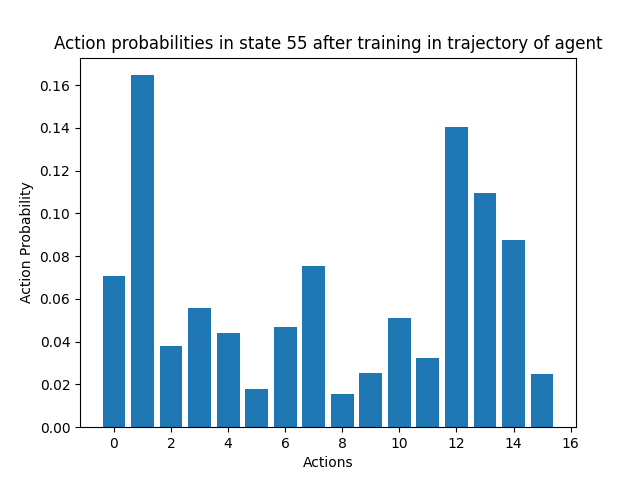 Action probabilities in state 55 after training in trajectory of agent
Action Probability
0.16
0.14
0.12
0.10
0.08
0.06
0.04
0.02
0.00
0 2 4 6 8 10 12 14 16
Actions